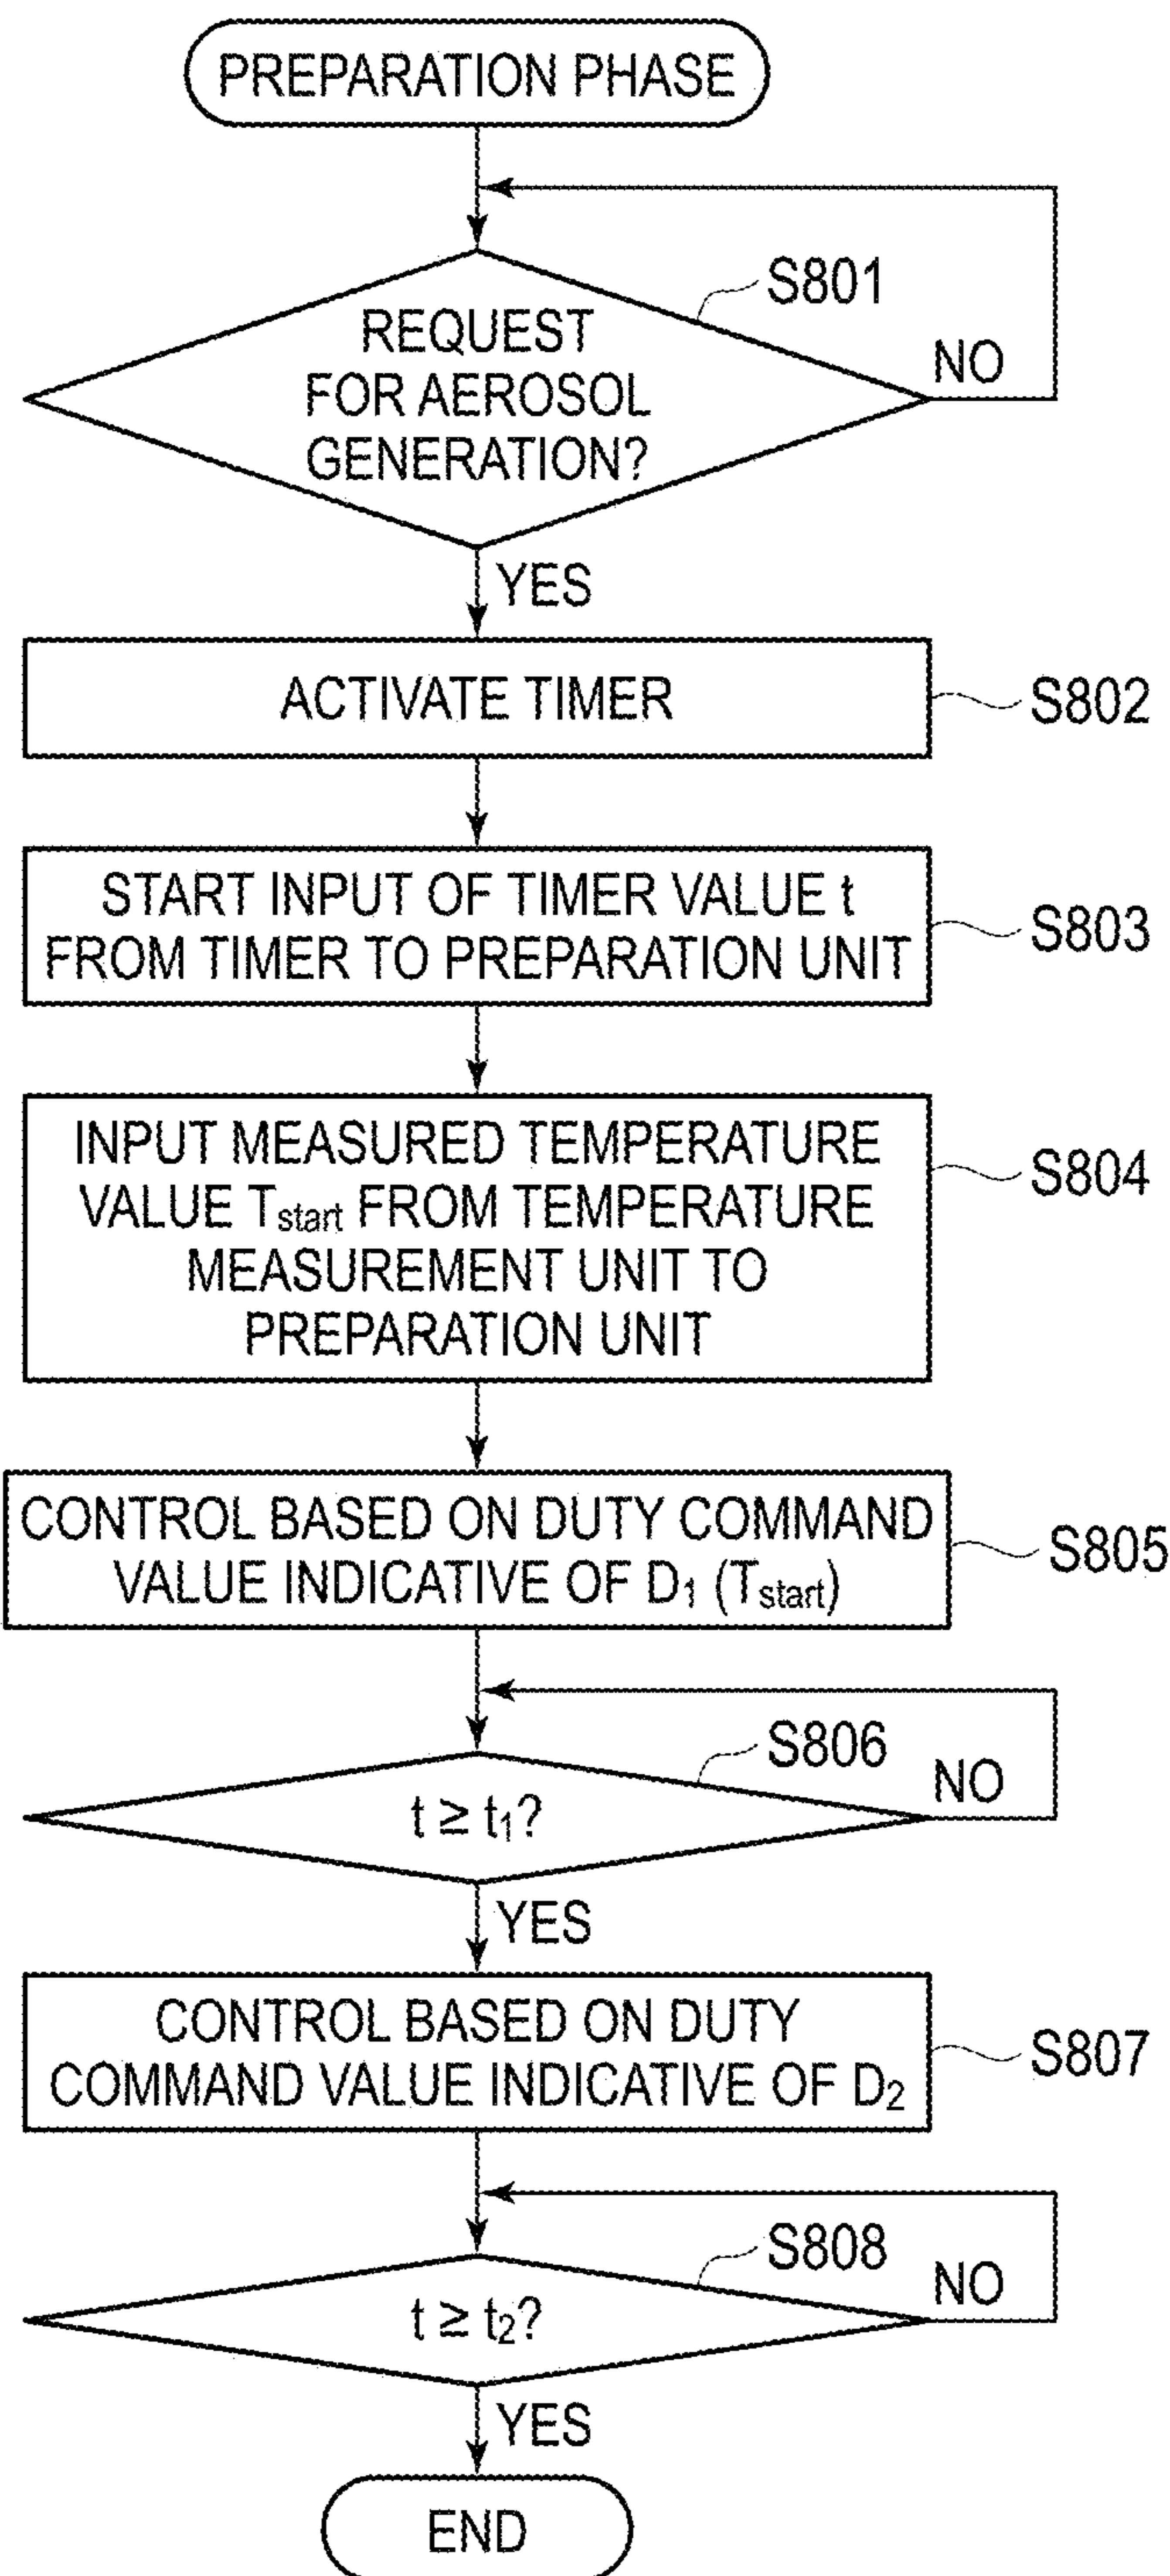 PREPARATION PHASE
S801
REQUEST
FOR AEROSOL
GENERATION?
NO
YES
ACTIVATE TIMER
S802
START INPUT OF TIMER VALUE t
FROM TIMER TO PREPARATION UNIT
S803
INPUT MEASURED TEMPERATURE
VALUE Tstart FROM TEMPERATURE
MEASUREMENT UNIT TO
PREPARATION UNIT
S804
CONTROL BASED ON DUTY COMMAND
VALUE INDICATIVE OF D1 (Tstart)
S805
S806
t ≥ t1?
NO
YES
CONTROL BASED ON DUTY
COMMAND VALUE INDICATIVE OF D2
S807
S808
t ≥ t2?
NO
YES
END